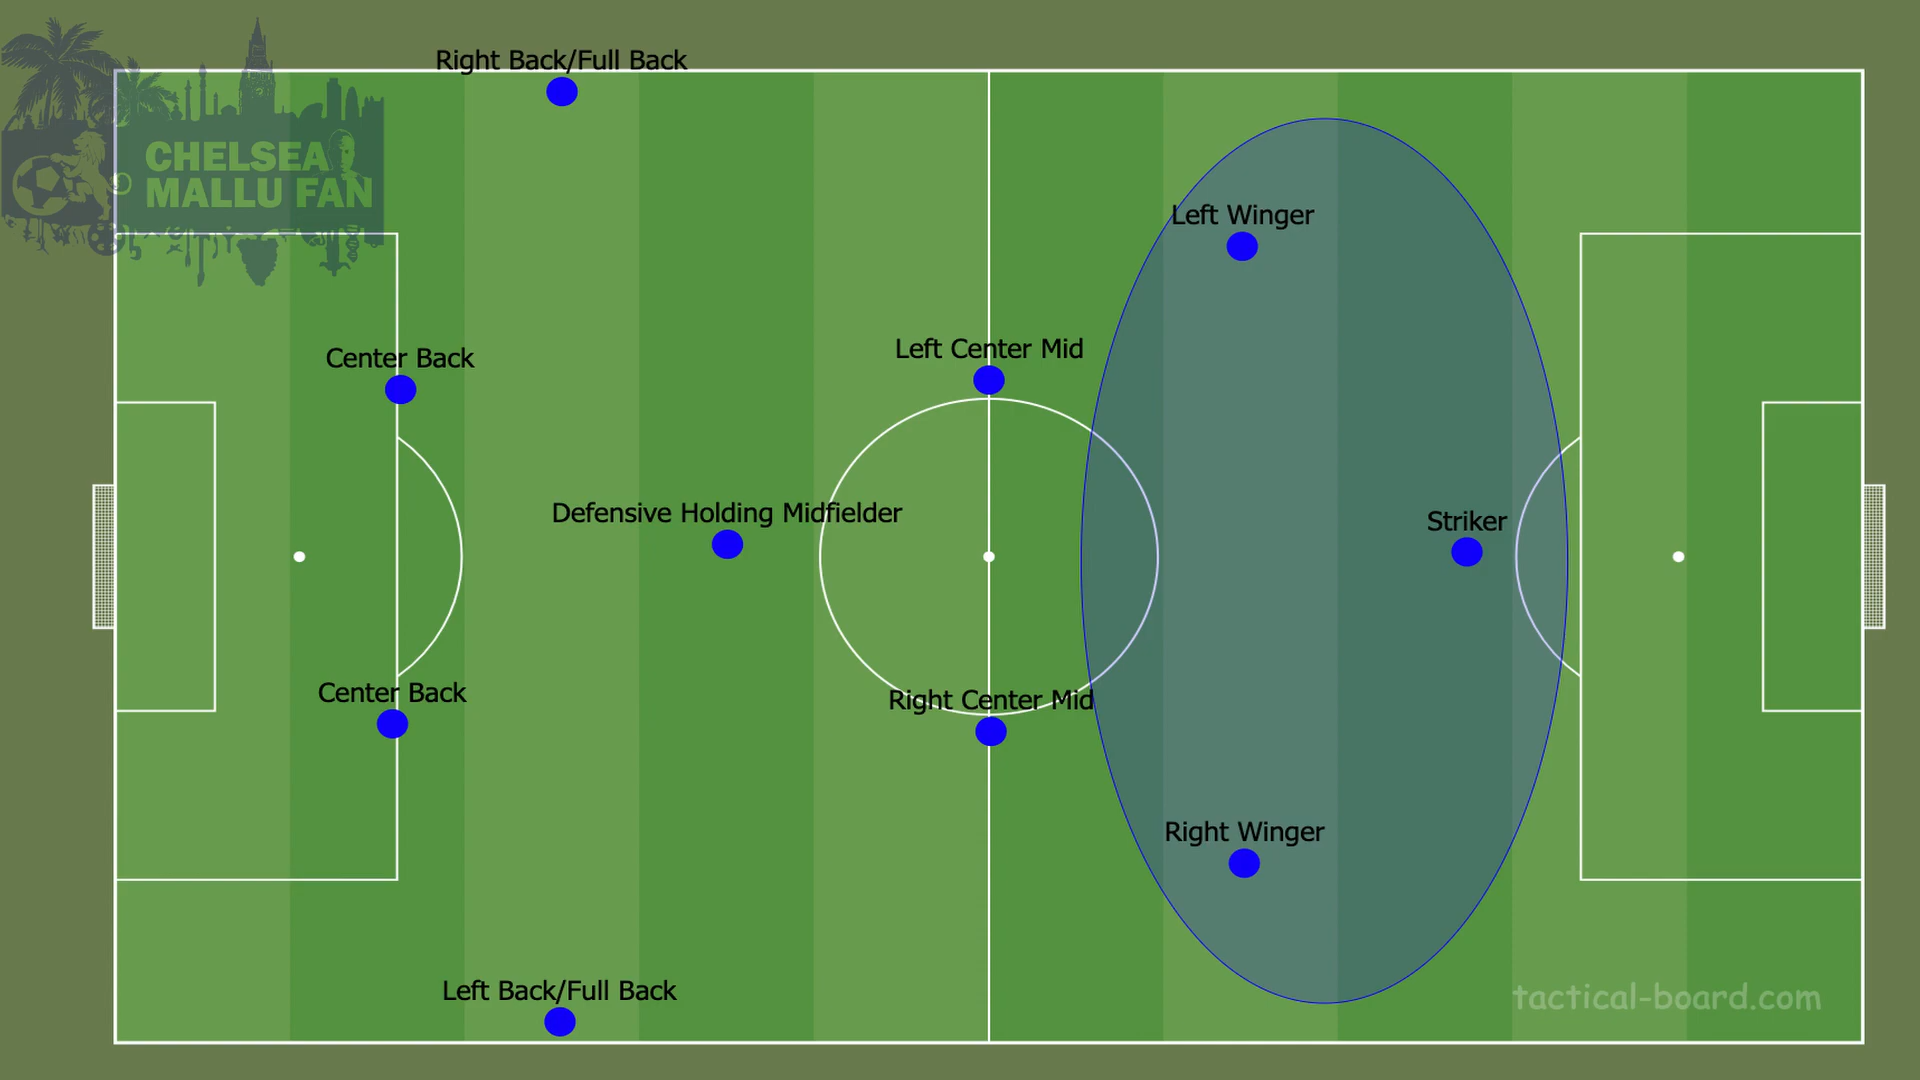 Right Back/Full Back
CHELSEA
MALLU FAN
Left Winger
Center Back
Left Center Mid
Defensive Holding Midfielder
Striker
Center Back
Right Center Mid
Right Winger
Left Back/Full Back
tactical-board.com